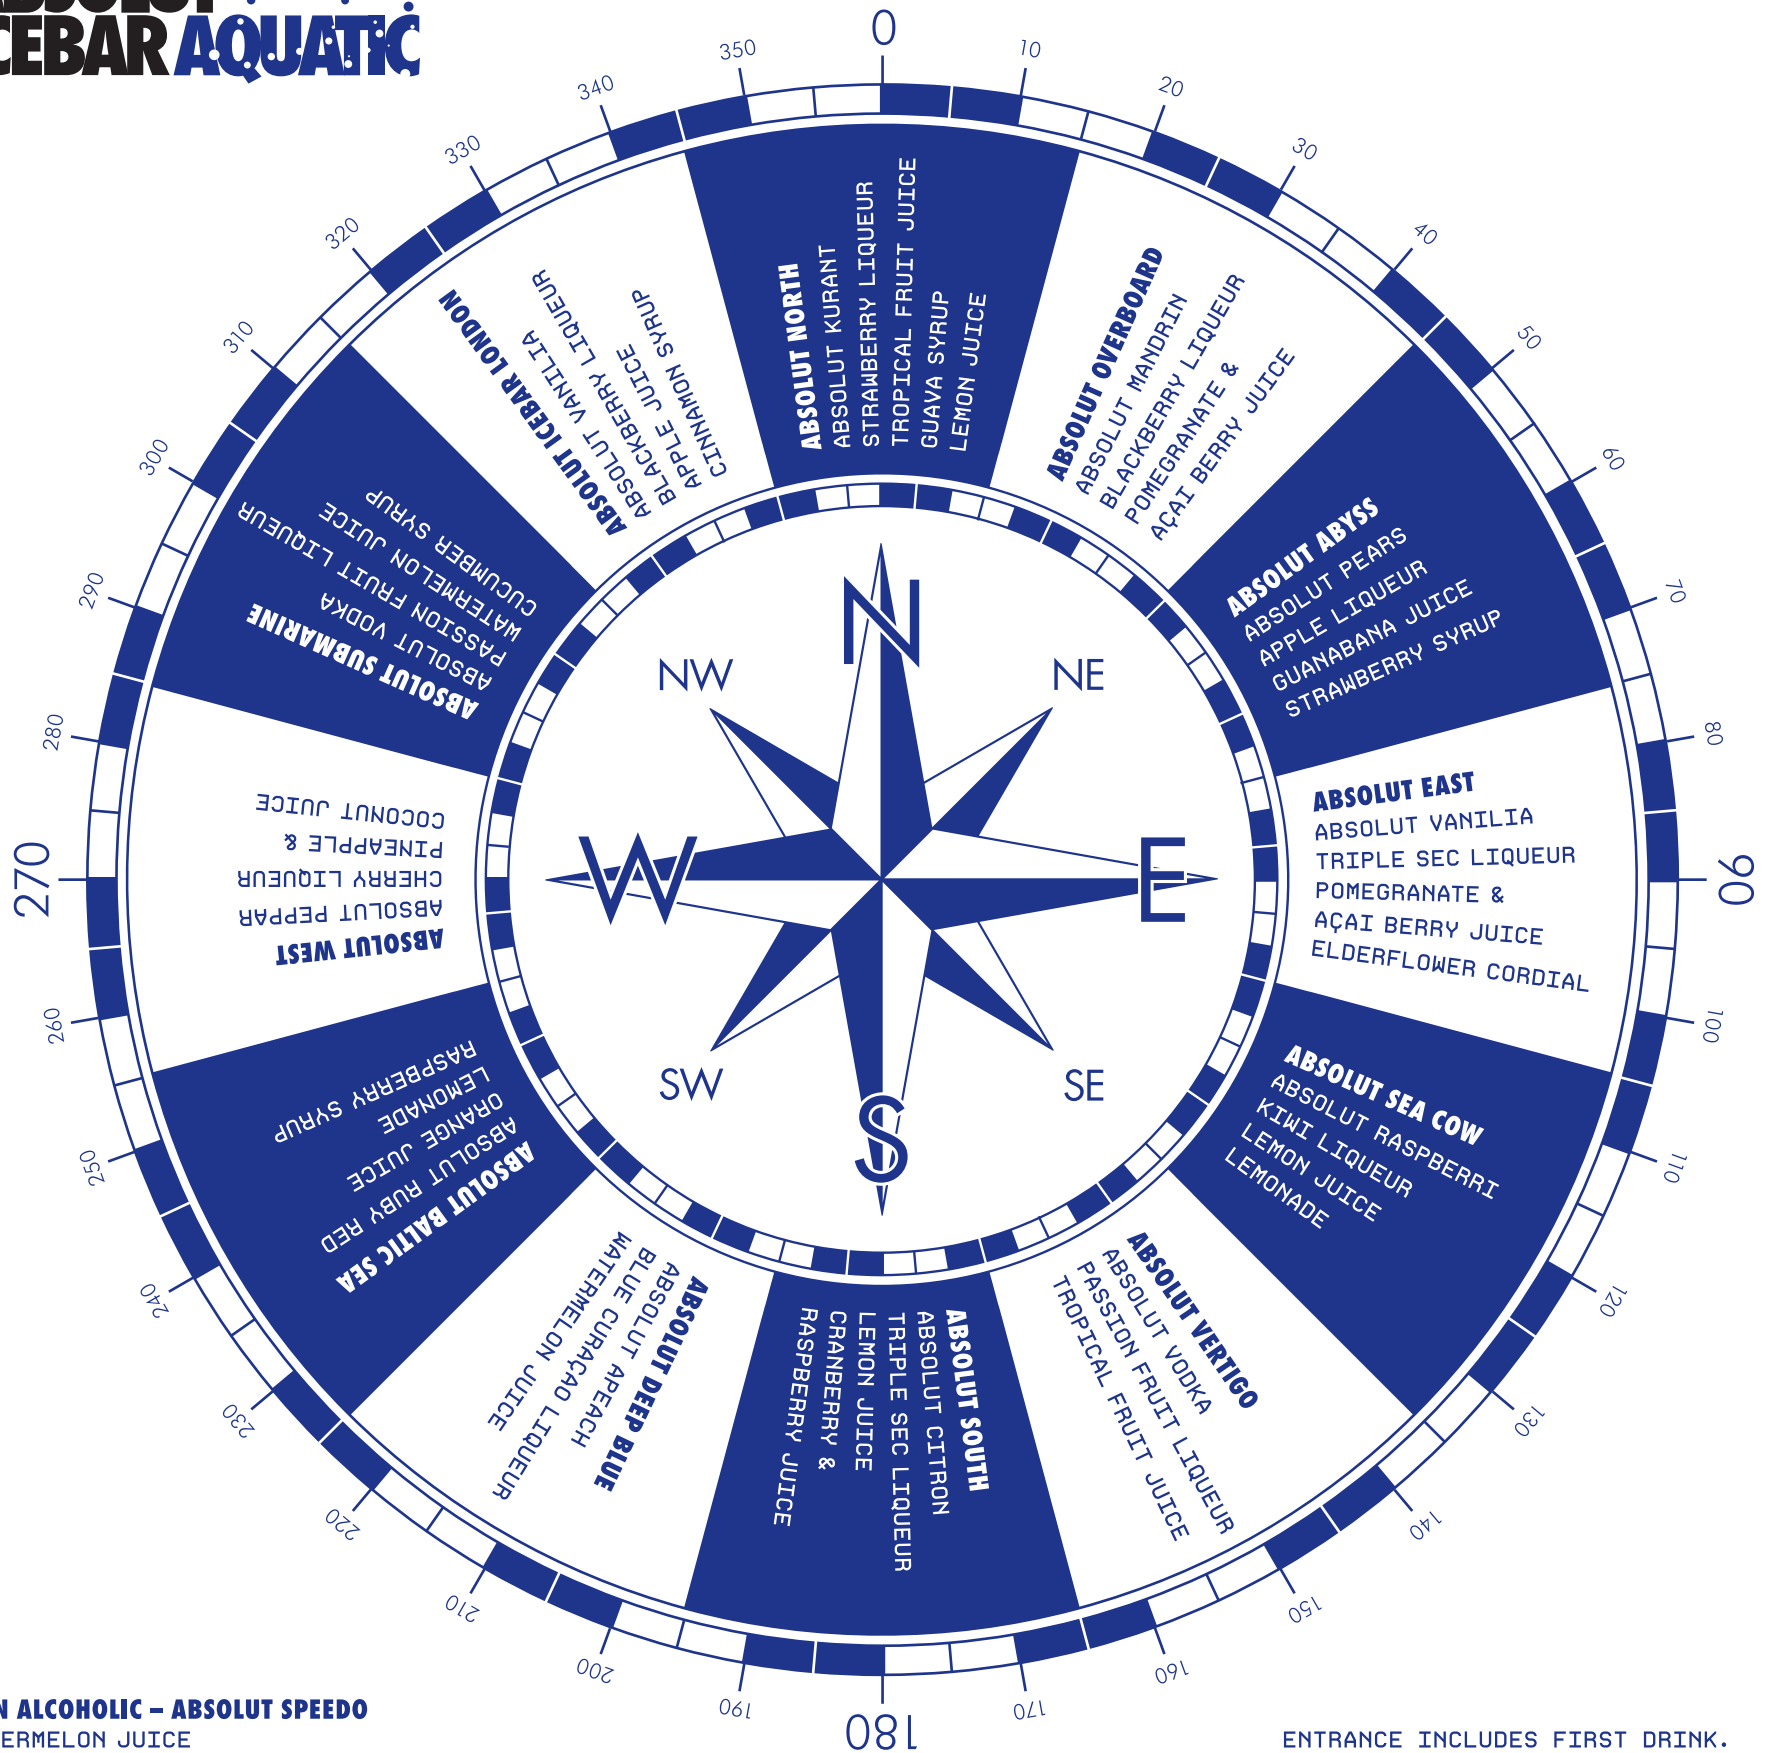 ABSOLUT
CEBAR AQUATIC
0
10
20
30
40
50
60
70
80
90
100
110
120
130
140
150
160
170
180
190
200
210
220
230
240
250
260
270
280
290
300
310
320
330
340
350
ABSOLUT NORTH
ABSOLUT KURANT
STRAWBERRY LIQUEUR
TROPICAL FRUIT JUICE
GUAVA SYRUP
LEMON JUICE
ABSOLUT OVERBOARD
ABSOLUT MANDRIN
BLACKBERRY LIQUEUR
POMEGRANATE &
AÇAI BERRY JUICE
ABSOLUT ABYSS
ABSOLUT PEARS
APPLE LIQUEUR
GUANABANA JUICE
STRAWBERRY SYRUP
ABSOLUT EAST
ABSOLUT VANILIA
TRIPLE SEC LIQUEUR
POMEGRANATE &
AÇAI BERRY JUICE
ELDERFLOWER CORDIAL
ABSOLUT SEA COW
ABSOLUT RASPBERRI
KIWI LIQUEUR
LEMON JUICE
LEMONADE
ABSOLUT VERTIGO
ABSOLUT VODKA
PASSION FRUIT LIQUEUR
TROPICAL FRUIT JUICE
ABSOLUT SOUTH
ABSOLUT CITRON
TRIPLE SEC LIQUEUR
LEMON JUICE
CRANBERRY &
RASPBERRY JUICE
ABSOLUT DEEP BLUE
ABSOLUT APEACH
BLUE CURAÇAO LIQUEUR
WATERMELON JUICE
ABSOLUT BALTIC SEA
ABSOLUT RUBY RED
ORANGE JUICE
LEMONADE
RASPBERRY SYRUP
ABSOLUT WEST
ABSOLUT PEPPAR
CHERRY LIQUEUR
PINEAPPLE &
COCONUT JUICE
ABSOLUT SUBMARINE
ABSOLUT VODKA
PASSION FRUIT LIQUEUR
WATERMELON JUICE
CUCUMBER SYRUP
ABSOLUT ICEBAR LONDON
ABSOLUT VANILIA
BLACKBERRY LIQUEUR
APPLE JUICE
CINNAMON SYRUP
N
NE
E
SE
S
SW
W
NW
N ALCOHOLIC – ABSOLUT SPEEDO
ERMELON JUICE
ENTRANCE INCLUDES FIRST DRINK.